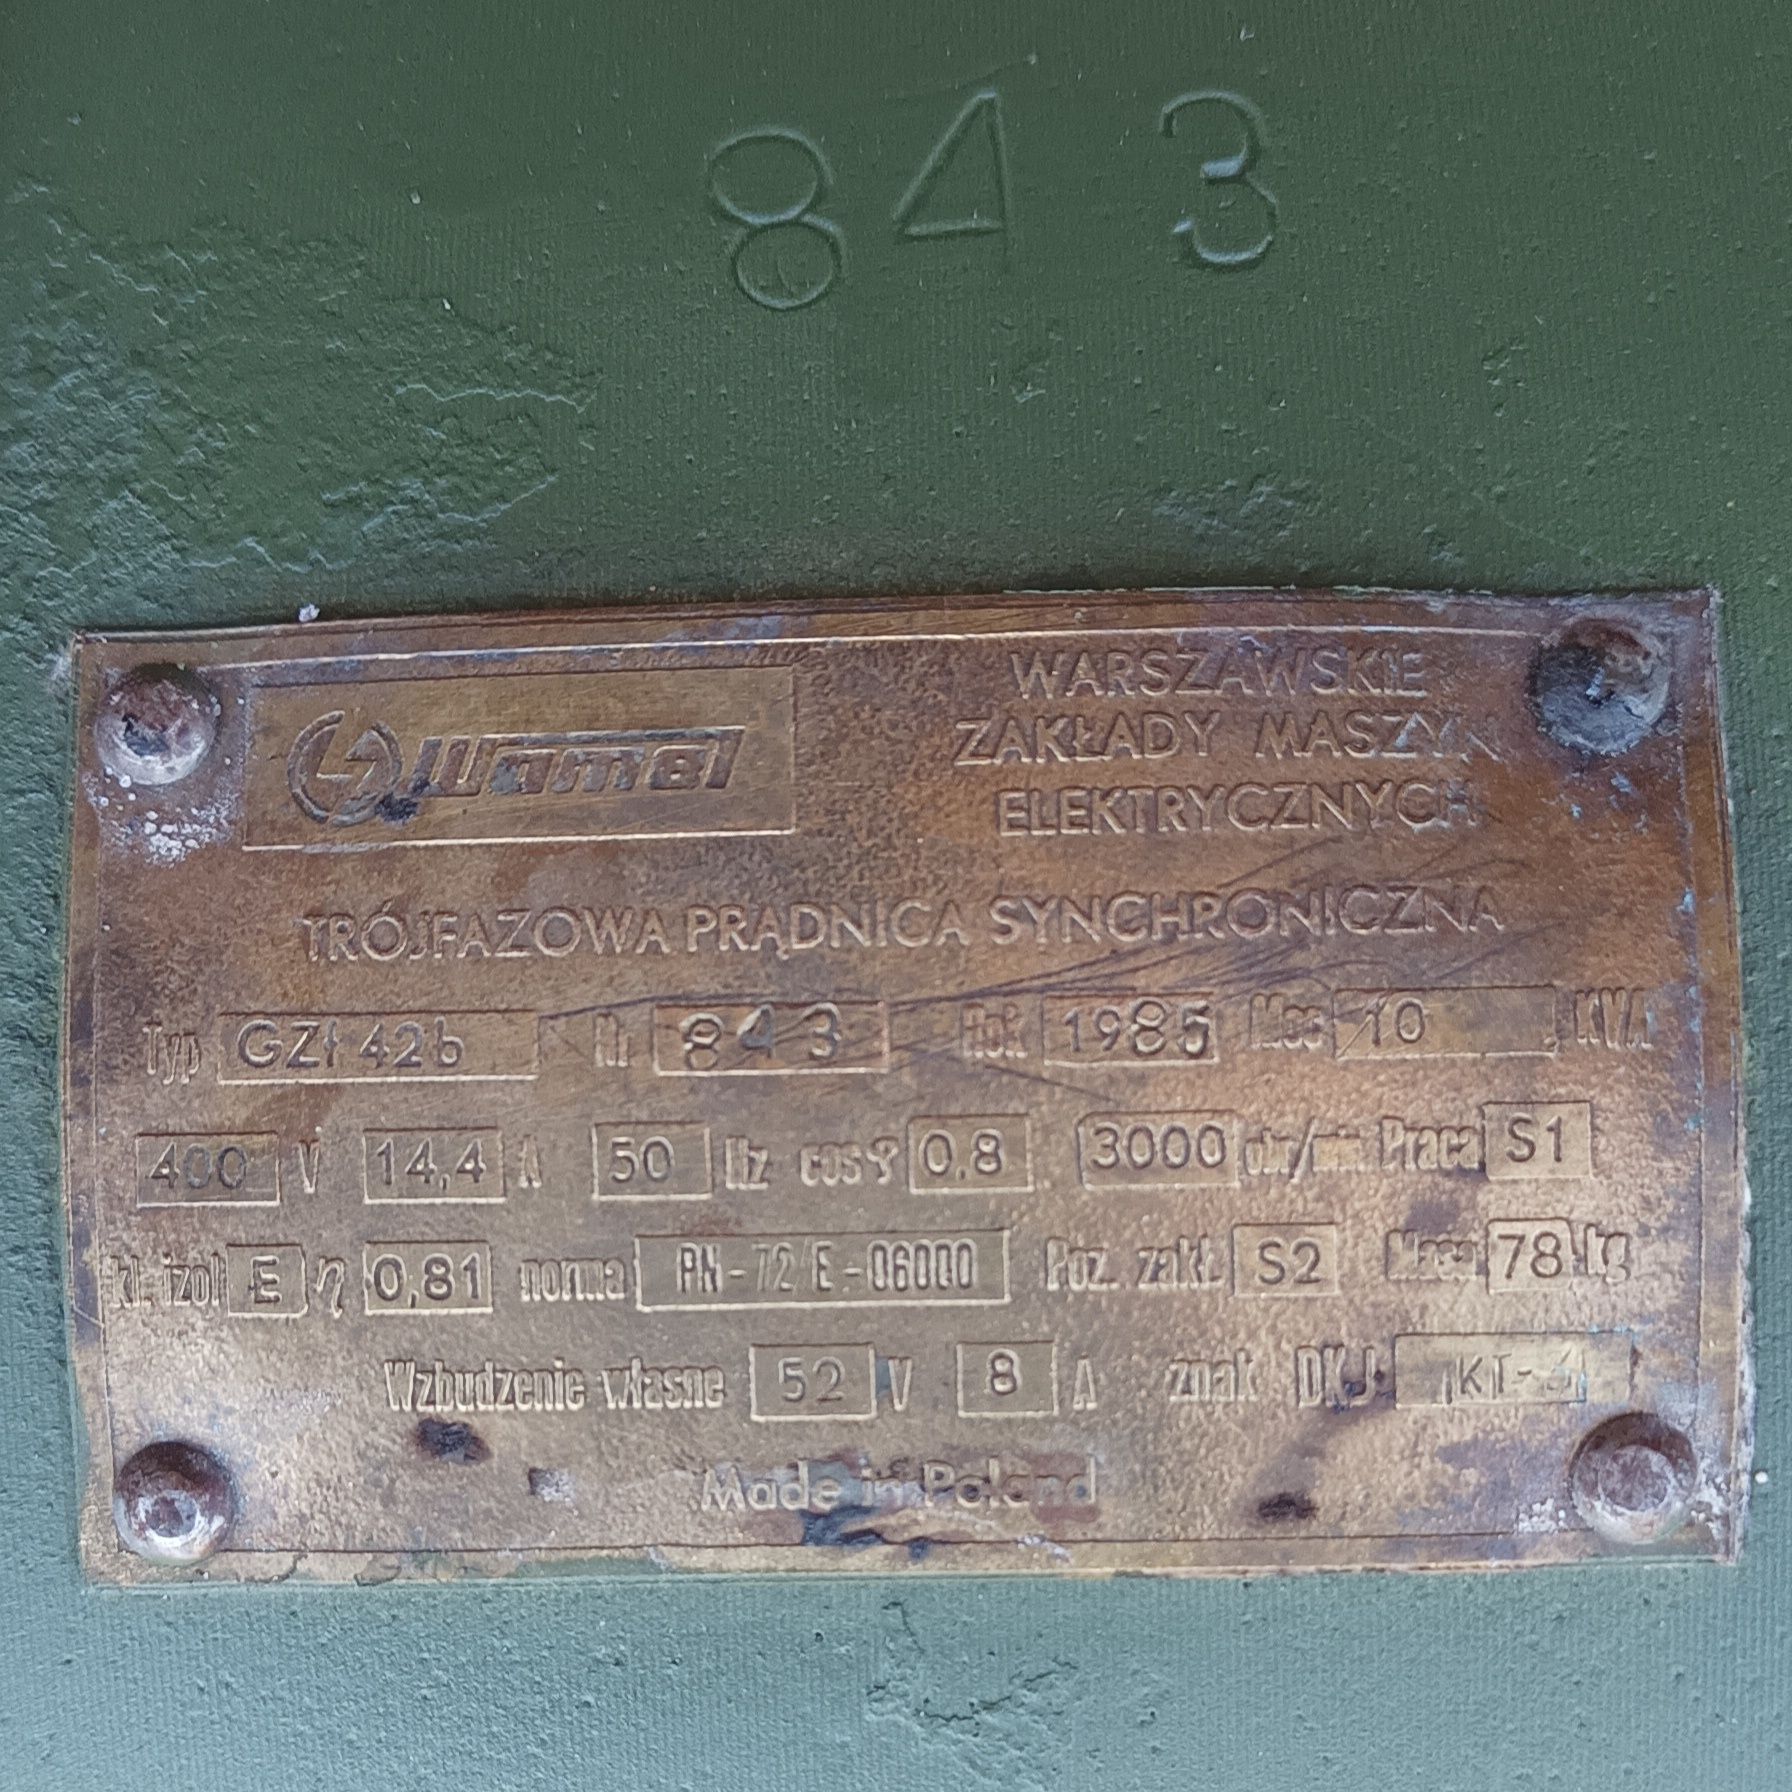 843
Wamel
WARSZAWSKIE
ZAKŁADY MASZYN
ELEKTRYCZNYCH
TRÓJFAZOWA PRĄDNICA SYNCHRONICZNA
Typ GZf 42b Nr 843 Rok 1985 Moc 10 KVA
400 V 14,4 A 50 Hz cos φ 0,8 3000 obr/min. Praca S1
kl. izol E η 0,81 norma PN-72/E-06000 Poz. zakł. S2 Masa 78 kg
Wzbudzenie własne 52 V 8 A znak DKJ KT-
Made in Poland